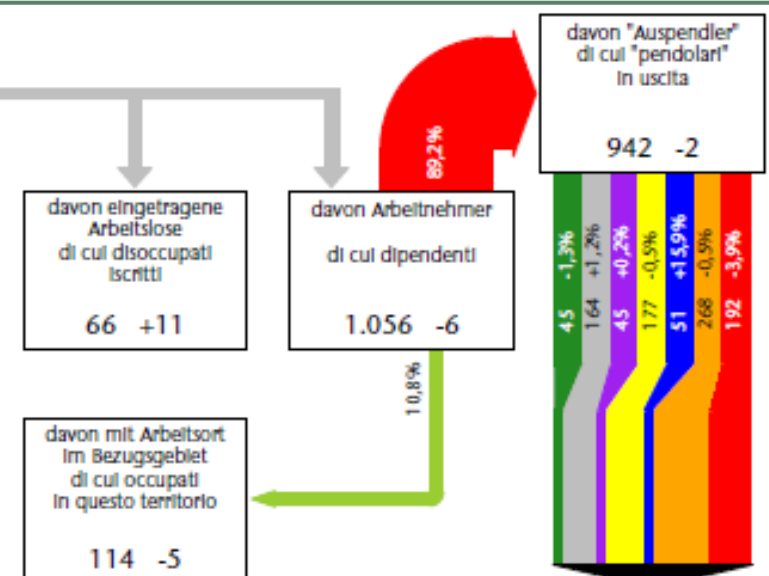 davon "Auspendler"
di cui "pendolari"
in uscita
942 -2
89,2%
davon eingetragene
Arbeitslose
di cui disoccupati
iscritti
66 +11
davon Arbeitnehmer
di cui dipendenti
1.056 -6
45 -1,3%
164 +1,2%
45 +0,2%
177 -0,5%
51 +15,9%
268 -0,5%
192 -3,9%
10,8%
davon mit Arbeitsort
im Bezugsgebiet
di cui occupati
in questo territorio
114 -5